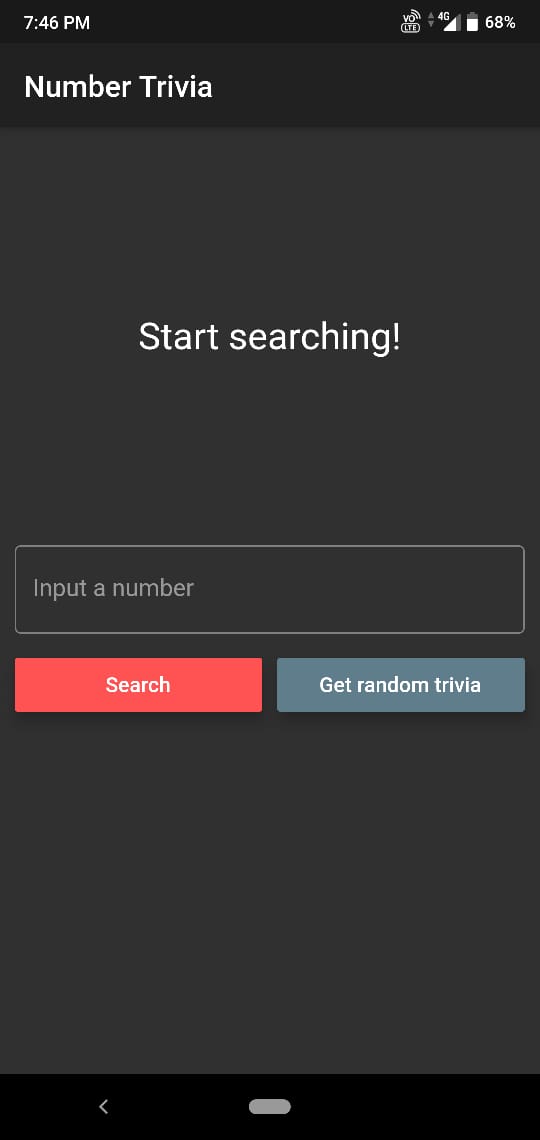 7:46 PM VO LTE 4G 68%
Number Trivia
Start searching!
Input a number
Search Get random trivia